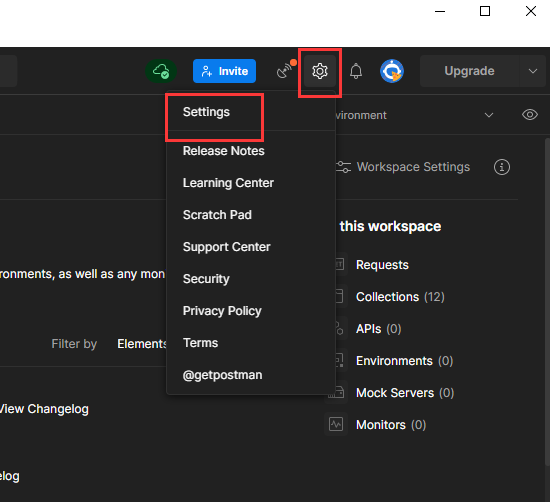 Invite
Upgrade
Settings
vironment
Release Notes
Workspace Settings
Learning Center
Scratch Pad
this workspace
Support Center
Requests
ronments, as well as any mon
Security
Collections (12)
Privacy Policy
APIs (0)
Filter by Elements
Terms
Environments (0)
@getpostman
Mock Servers (0)
View Changelog
Monitors (0)
elog